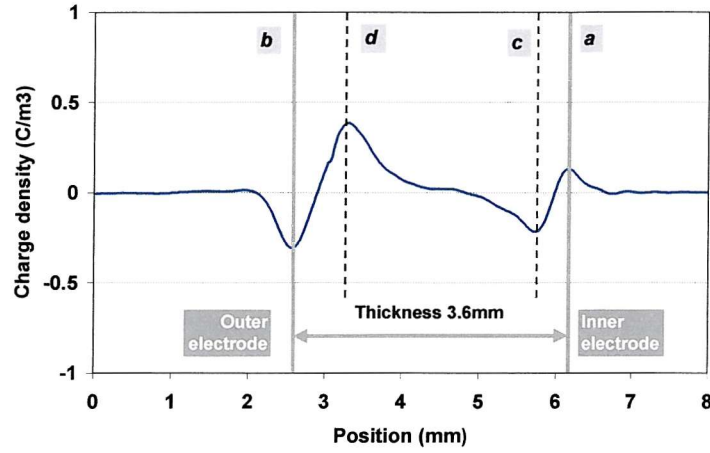 b
d
c
a
1
0.5
0
-0.5
-1
Charge density (C/m3)
Thickness 3.6mm
Outer
electrode
Inner
electrode
0 1 2 3 4 5 6 7 8
Position (mm)